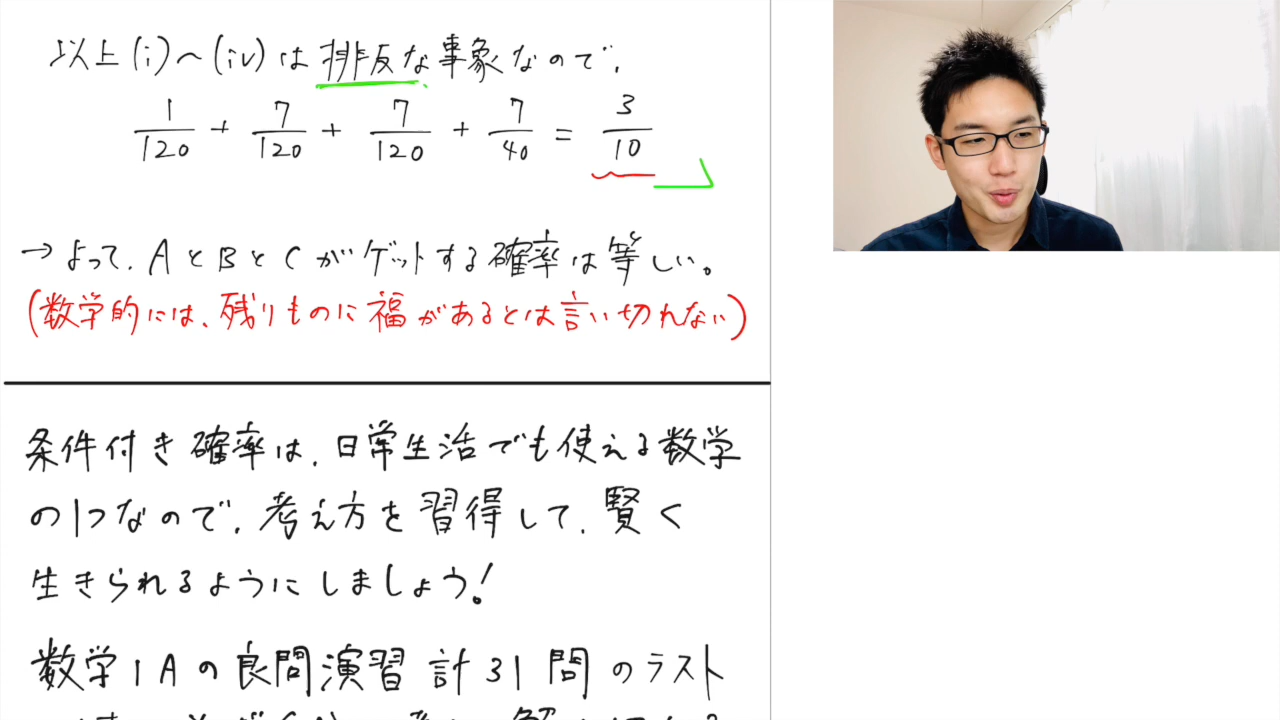 以上(i)～(iv)は排反な事象なので、
1/120 + 7/120 + 7/120 + 7/40 = 3/10
→よって、AとBとCがゲットする確率は等しい。
(数学的には、残りものに福があるとは言い切れない)
条件付き確率は、日常生活でも使える数学
の1つなので、考え方を習得して、賢く
生きられるようにしましょう!
数学1Aの良問演習 計31問のラスト